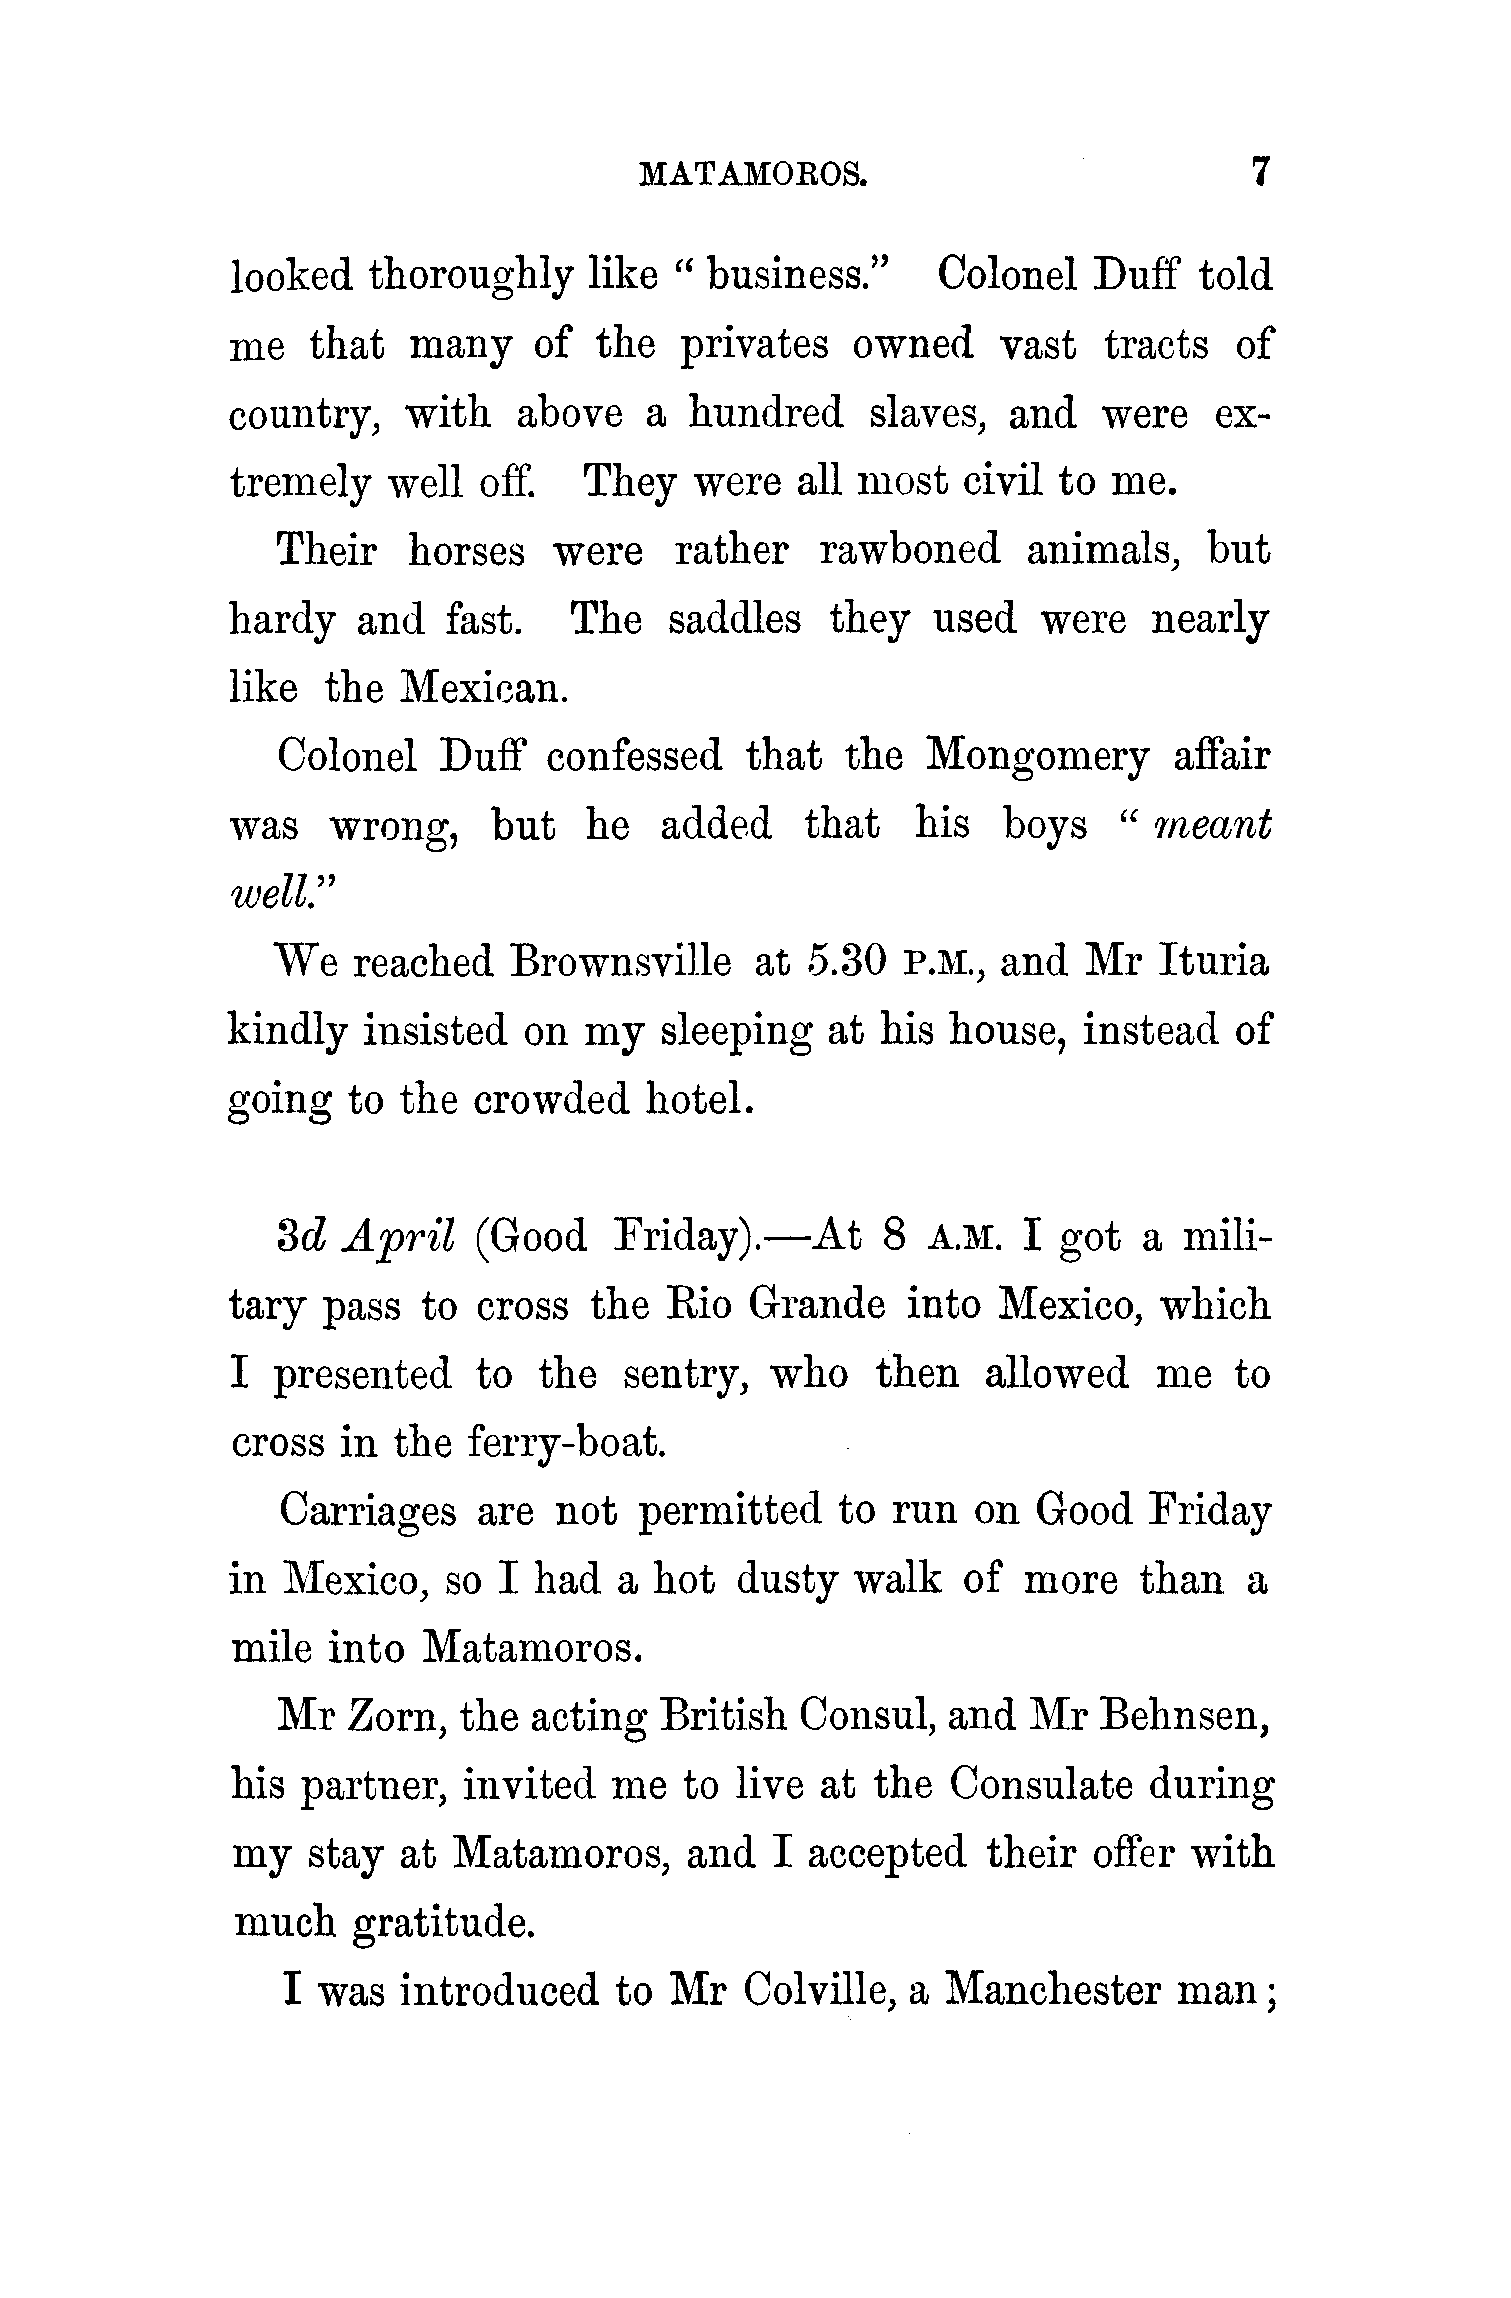 MATAMOROS. 7
looked thoroughly like “ business.” Colonel Duff told
me that many of the privates owned vast tracts of
country, with above a hundred slaves, and were ex-
tremely well off. They were all most civil to me.
Their horses were rather rawboned animals, but
hardy and fast. The saddles they used were nearly
like the Mexican.
Colonel Duff confessed that the Mongomery affair
was wrong, but he added that his boys “ meant
well.”
We reached Brownsville at 5.30 P.M., and Mr Ituria
kindly insisted on my sleeping at his house, instead of
going to the crowded hotel.
3d April (Good Friday).—At 8 A.M. I got a mili-
tary pass to cross the Rio Grande into Mexico, which
I presented to the sentry, who then allowed me to
cross in the ferry-boat.
Carriages are not permitted to run on Good Friday
in Mexico, so I had a hot dusty walk of more than a
mile into Matamoros.
Mr Zorn, the acting British Consul, and Mr Behnsen,
his partner, invited me to live at the Consulate during
my stay at Matamoros, and I accepted their offer with
much gratitude.
I was introduced to Mr Colville, a Manchester man ;